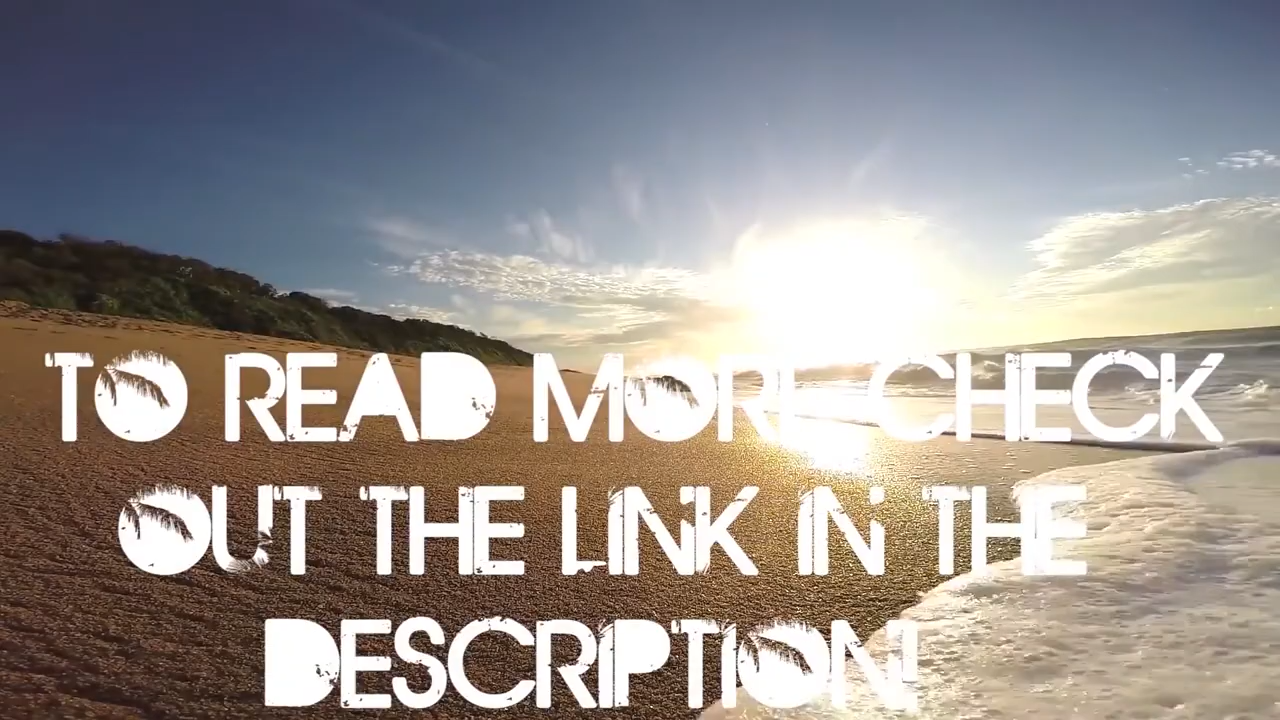 TO READ MORE CHECK
OUT THE LINK IN THE
DESCRIPTION!